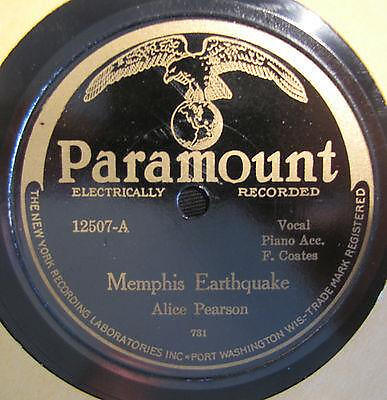 Paramount
ELECTRICALLY RECORDED
12507-A
Vocal
Piano Acc.
F. Coates
Memphis Earthquake
Alice Pearson
731
THE NEW YORK RECORDING LABORATORIES INC • PORT WASHINGTON WIS-TRADE MARK REGISTERED